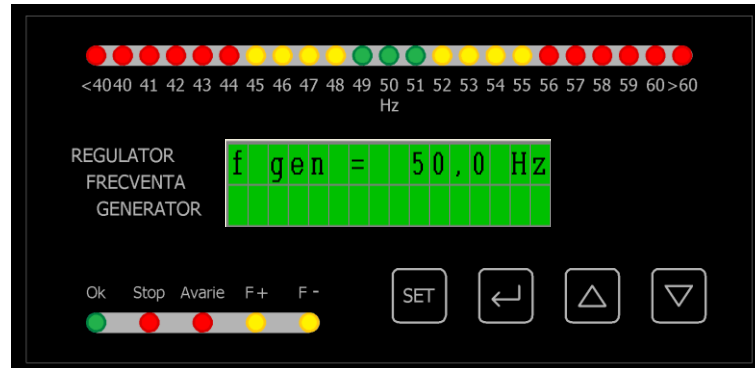 <40 40 41 42 43 44 45 46 47 48 49 50 51 52 53 54 55 56 57 58 59 60 >60
Hz
REGULATOR
FRECVENTA
GENERATOR
f gen = 50,0 Hz
Ok Stop Avarie F+ F-
SET